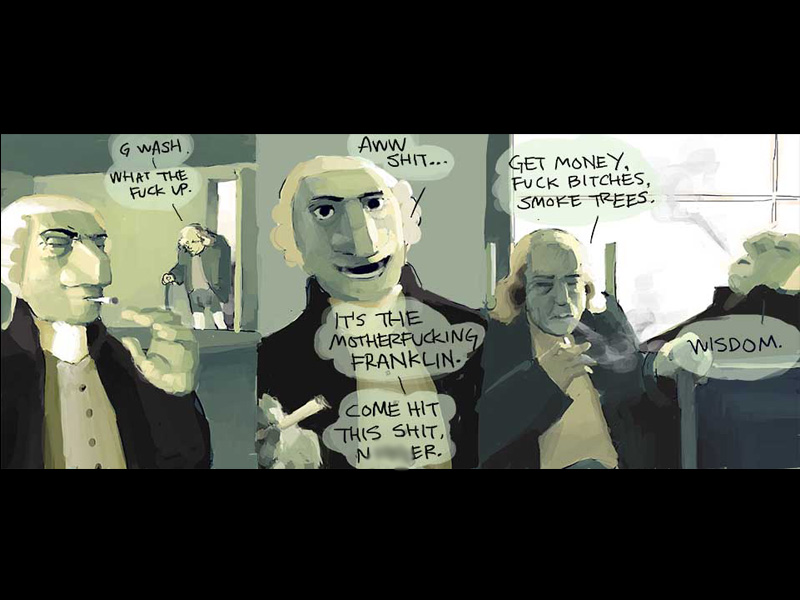 G WASH.
WHAT THE
FUCK UP.
AWW
SHIT...
IT'S THE
MOTHERFUCKING
FRANKLIN.
COME HIT
THIS SHIT,
N ER.
GET MONEY,
FUCK BITCHES,
SMOKE TREES.
WISDOM.